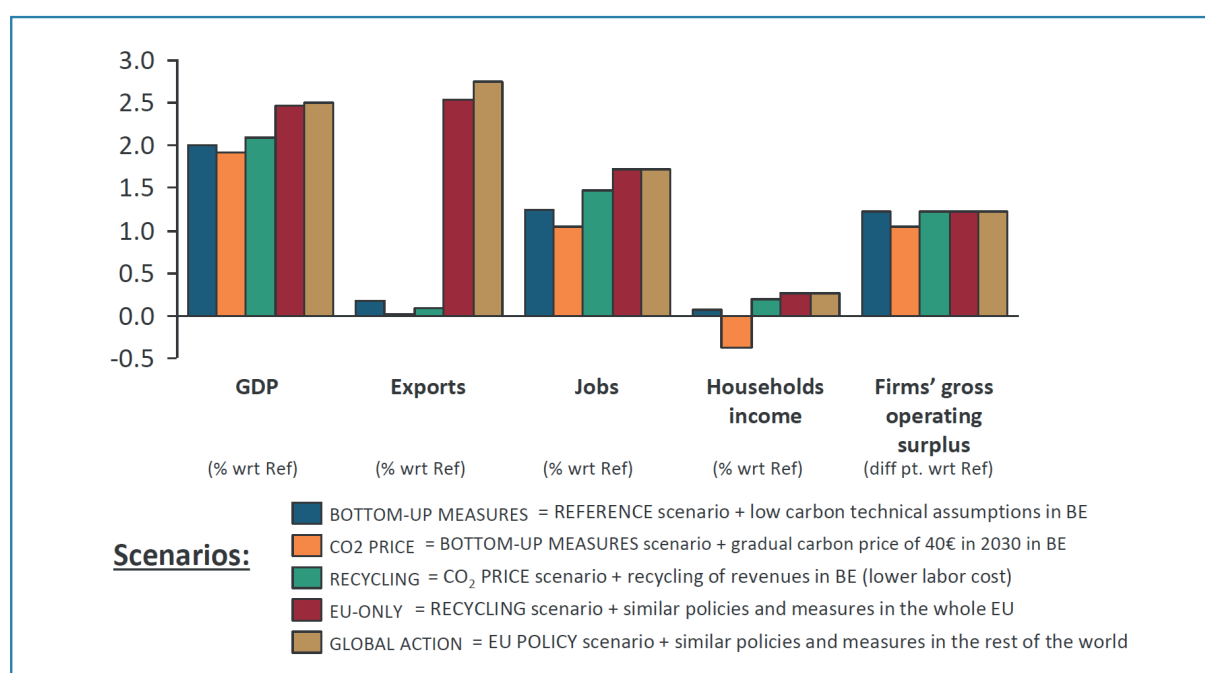 3.0
2.5
2.0
1.5
1.0
0.5
0.0
-0.5
GDP
Exports
Jobs
Households
income
Firms’ gross
operating
surplus
(% wrt Ref)
(% wrt Ref)
(% wrt Ref)
(% wrt Ref)
(diff pt. wrt Ref)
Scenarios:
BOTTOM-UP MEASURES = REFERENCE scenario + low carbon technical assumptions in BE
CO2 PRICE = BOTTOM-UP MEASURES scenario + gradual carbon price of 40€ in 2030 in BE
RECYCLING = CO₂ PRICE scenario + recycling of revenues in BE (lower labor cost)
EU-ONLY = RECYCLING scenario + similar policies and measures in the whole EU
GLOBAL ACTION = EU POLICY scenario + similar policies and measures in the rest of the world